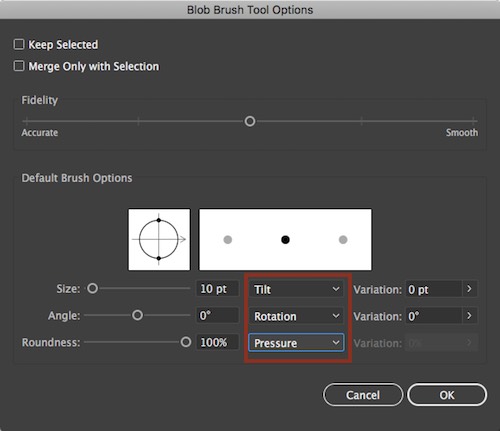 Blob Brush Tool Options
Keep Selected
Merge Only with Selection
Fidelity
Accurate Smooth
Default Brush Options
Size: 10 pt Tilt Variation: 0 pt
Angle: 0° Rotation Variation: 0°
Roundness: 100% Pressure Variation: 0%
Cancel OK